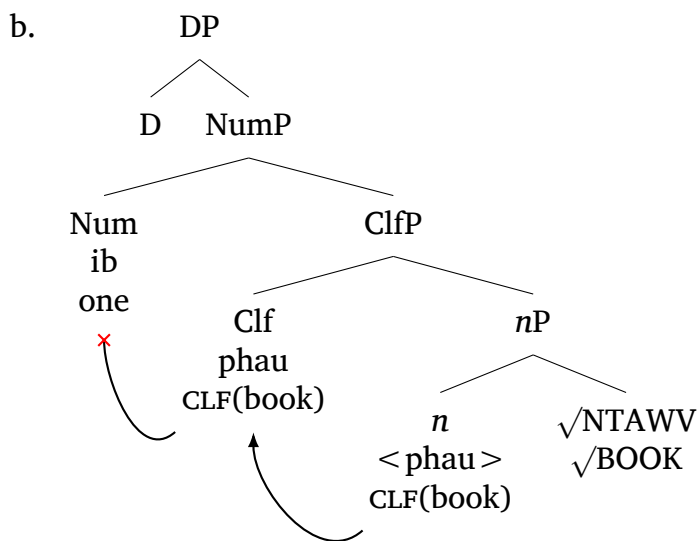 b.
DP
D NumP
Num ClfP
ib
one
Clf nP
phau
CLF(book)
n √NTAWV
<phau> √BOOK
CLF(book)